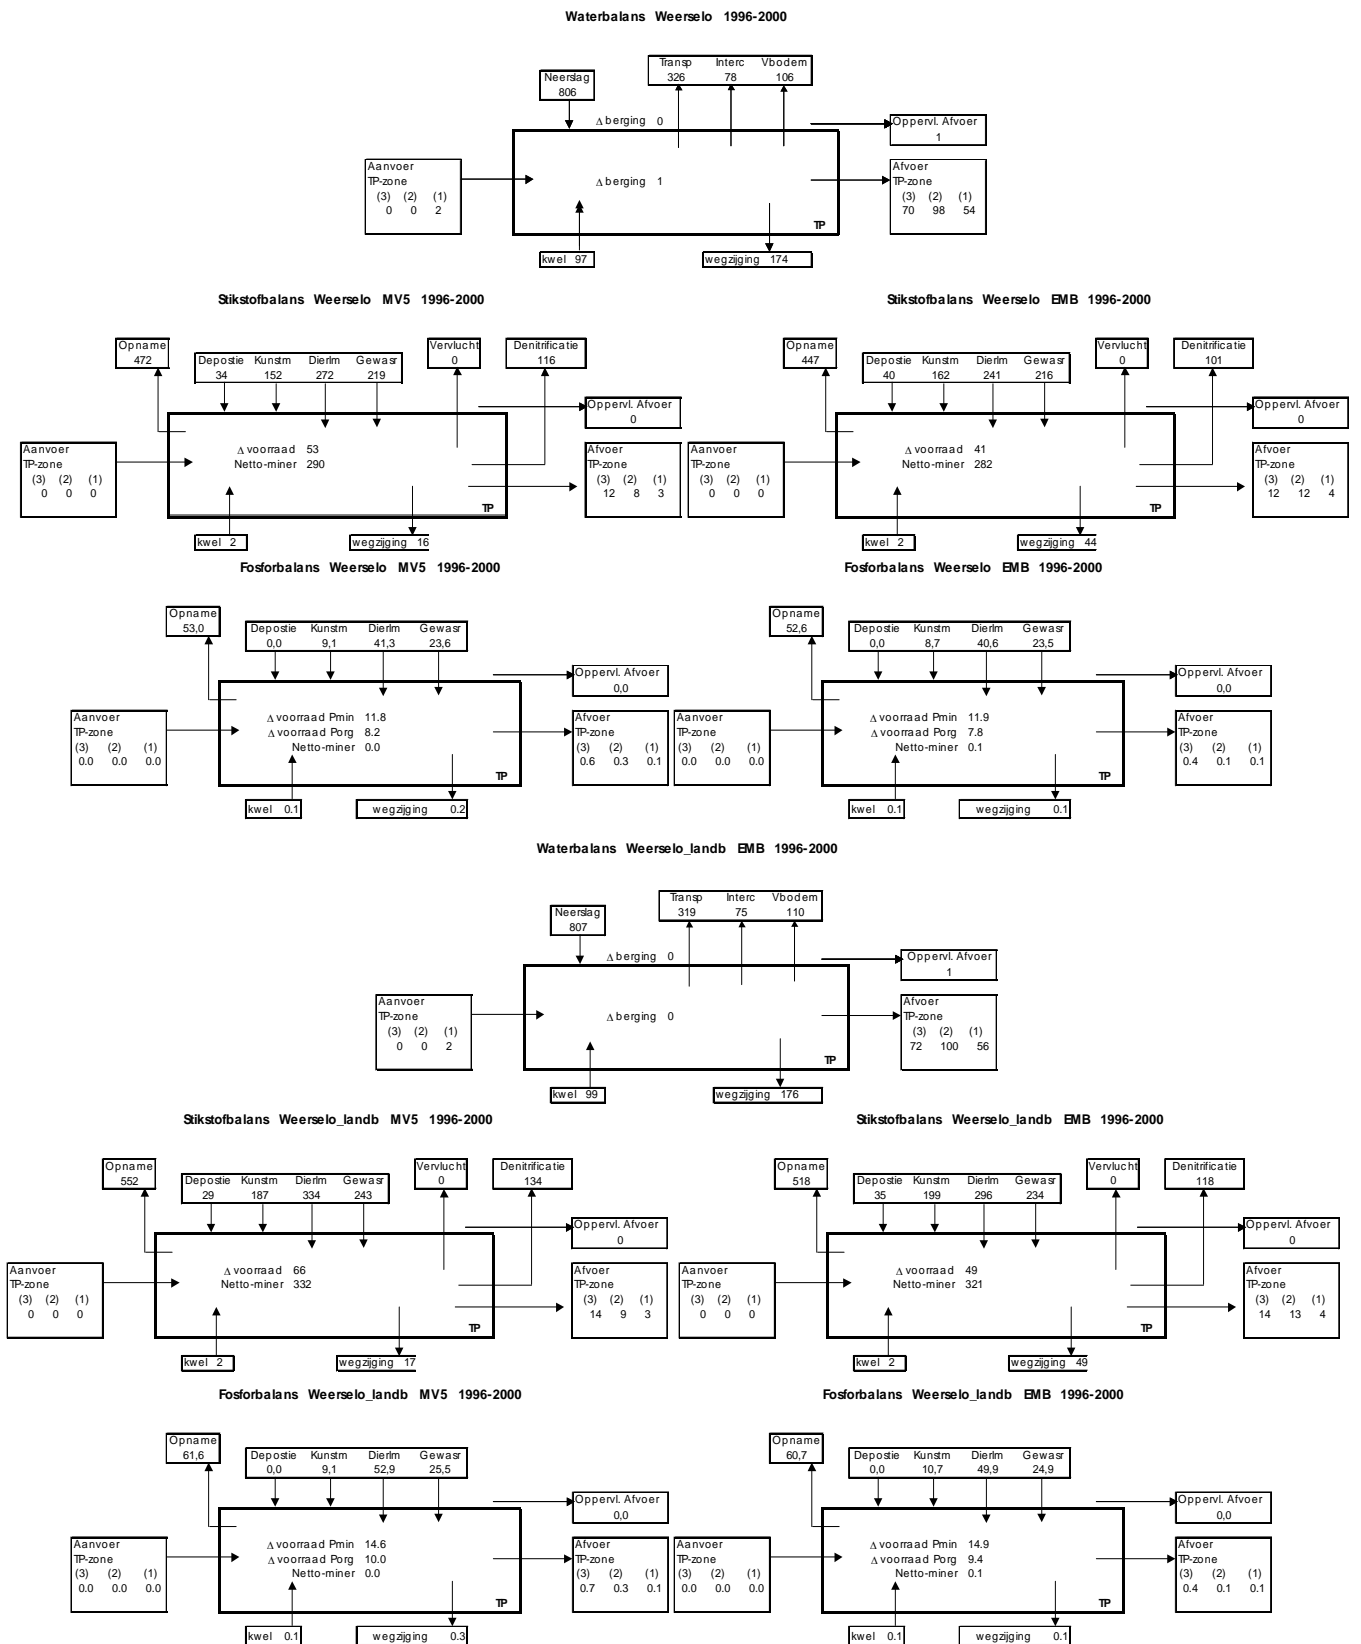 Waterbalans Weerselo 1996-2000
Transp Interc Vbodem
326 78 106
Neerslag
806
Δ berging 0
Oppervl. Afvoer
1
Aanvoer
TP-zone
(3) (2) (1)
0 0 2
Δ berging 1
Afvoer
TP-zone
(3) (2) (1)
70 98 54
TP
kwel 97
wegzijging 174
Stikstofbalans Weerselo MV5 1996-2000
Opname
472
Depostie Kunstm Dierlm Gewasr
34 152 272 219
Vervlucht
0
Denitrificatie
116
Oppervl. Afvoer
0
Aanvoer
TP-zone
(3) (2) (1)
0 0 0
Δ voorraad 53
Netto-miner 290
Afvoer
TP-zone
(3) (2) (1)
12 8 3
TP
kwel 2
wegzijging 16
Stikstofbalans Weerselo EMB 1996-2000
Opname
447
Depostie Kunstm Dierlm Gewasr
40 162 241 216
Vervlucht
0
Denitrificatie
101
Oppervl. Afvoer
0
Aanvoer
TP-zone
(3) (2) (1)
0 0 0
Δ voorraad 41
Netto-miner 282
Afvoer
TP-zone
(3) (2) (1)
12 12 4
TP
kwel 2
wegzijging 44
Fosforbalans Weerselo MV5 1996-2000
Opname
53,0
Depostie Kunstm Dierlm Gewasr
0,0 9,1 41,3 23,6
Oppervl. Afvoer
0,0
Aanvoer
TP-zone
(3) (2) (1)
0.0 0.0 0.0
Δ voorraad Pmin 11.8
Δ voorraad Porg 8.2
Netto-miner 0.0
Afvoer
TP-zone
(3) (2) (1)
0.6 0.3 0.1
TP
kwel 0.1
wegzijging 0.2
Fosforbalans Weerselo EMB 1996-2000
Opname
52,6
Depostie Kunstm Dierlm Gewasr
0,0 8,7 40,6 23,5
Oppervl. Afvoer
0,0
Aanvoer
TP-zone
(3) (2) (1)
0.0 0.0 0.0
Δ voorraad Pmin 11.9
Δ voorraad Porg 7.8
Netto-miner 0.1
Afvoer
TP-zone
(3) (2) (1)
0.4 0.1 0.1
TP
kwel 0.1
wegzijging 0.1
Waterbalans Weerselo_landb EMB 1996-2000
Transp Interc Vbodem
319 75 110
Neerslag
807
Δ berging 0
Oppervl. Afvoer
1
Aanvoer
TP-zone
(3) (2) (1)
0 0 2
Δ berging 0
Afvoer
TP-zone
(3) (2) (1)
72 100 56
TP
kwel 99
wegzijging 176
Stikstofbalans Weerselo_landb MV5 1996-2000
Opname
552
Depostie Kunstm Dierlm Gewasr
29 187 334 243
Vervlucht
0
Denitrificatie
134
Oppervl. Afvoer
0
Aanvoer
TP-zone
(3) (2) (1)
0 0 0
Δ voorraad 66
Netto-miner 332
Afvoer
TP-zone
(3) (2) (1)
14 9 3
TP
kwel 2
wegzijging 17
Stikstofbalans Weerselo_landb EMB 1996-2000
Opname
518
Depostie Kunstm Dierlm Gewasr
35 199 296 234
Vervlucht
0
Denitrificatie
118
Oppervl. Afvoer
0
Aanvoer
TP-zone
(3) (2) (1)
0 0 0
Δ voorraad 49
Netto-miner 321
Afvoer
TP-zone
(3) (2) (1)
14 13 4
TP
kwel 2
wegzijging 49
Fosforbalans Weerselo_landb MV5 1996-2000
Opname
61,6
Depostie Kunstm Dierlm Gewasr
0,0 9,1 52,9 25,5
Oppervl. Afvoer
0,0
Aanvoer
TP-zone
(3) (2) (1)
0.0 0.0 0.0
Δ voorraad Pmin 14.6
Δ voorraad Porg 10.0
Netto-miner 0.0
Afvoer
TP-zone
(3) (2) (1)
0.7 0.3 0.1
TP
kwel 0.1
wegzijging 0.3
Fosforbalans Weerselo_landb EMB 1996-2000
Opname
60,7
Depostie Kunstm Dierlm Gewasr
0,0 10,7 49,9 24,9
Oppervl. Afvoer
0,0
Aanvoer
TP-zone
(3) (2) (1)
0.0 0.0 0.0
Δ voorraad Pmin 14.9
Δ voorraad Porg 9.4
Netto-miner 0.1
Afvoer
TP-zone
(3) (2) (1)
0.4 0.1 0.1
TP
kwel 0.1
wegzijging 0.1